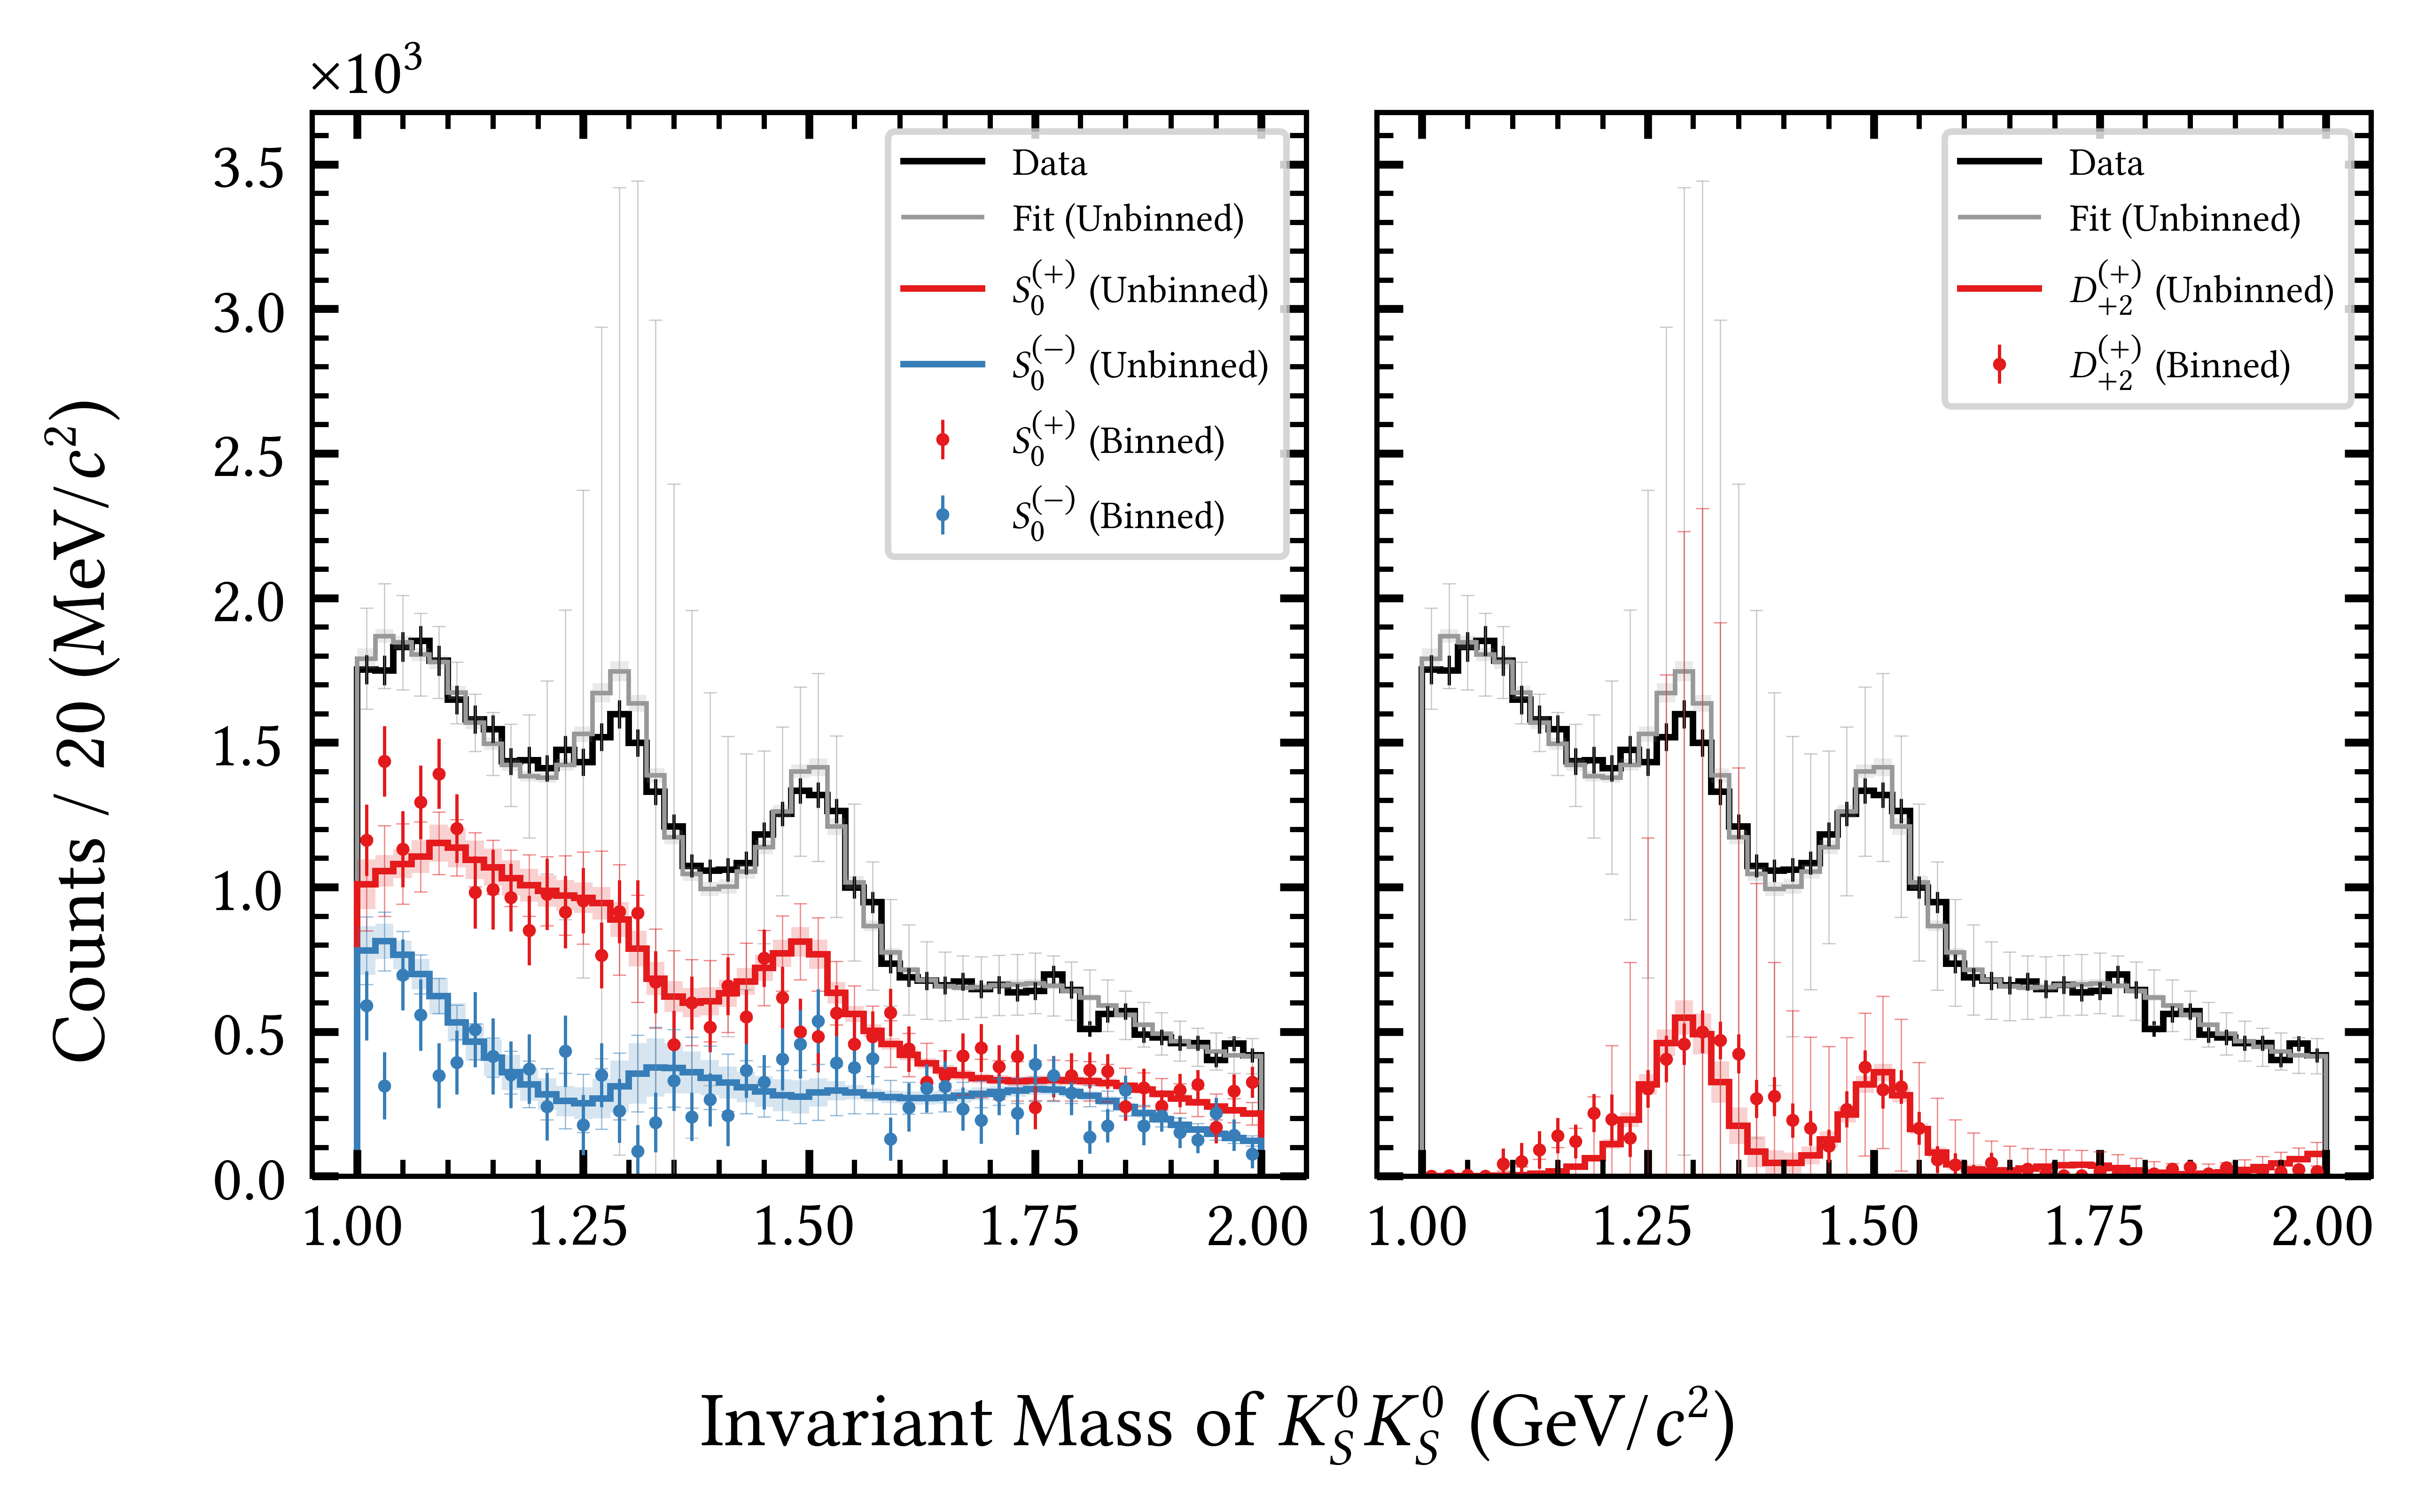 ×10³
Counts / 20 (MeV/c²)
3.5
3.0
2.5
2.0
1.5
1.0
0.5
0.0
1.00 1.25 1.50 1.75 2.00
Data
Fit (Unbinned)
S₀⁽⁺⁾ (Unbinned)
S₀⁽⁻⁾ (Unbinned)
S₀⁽⁺⁾ (Binned)
S₀⁽⁻⁾ (Binned)
1.00 1.25 1.50 1.75 2.00
Data
Fit (Unbinned)
D₊₂⁽⁺⁾ (Unbinned)
D₊₂⁽⁺⁾ (Binned)
Invariant Mass of K_S⁰K_S⁰ (GeV/c²)